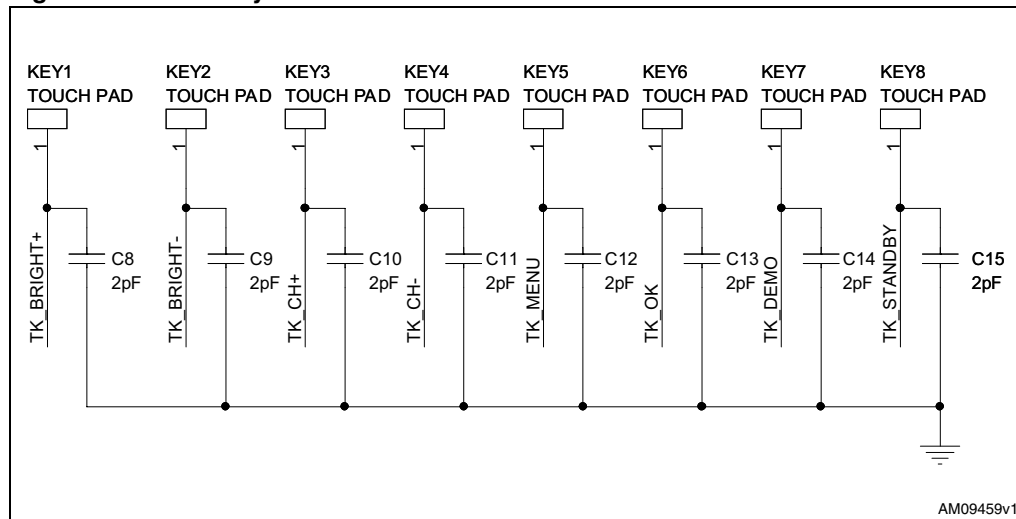 KEY1
TOUCH PAD
KEY2
TOUCH PAD
KEY3
TOUCH PAD
KEY4
TOUCH PAD
KEY5
TOUCH PAD
KEY6
TOUCH PAD
KEY7
TOUCH PAD
KEY8
TOUCH PAD
1
1
1
1
1
1
1
1
TK_BRIGHT+
C8
2pF
TK_BRIGHT-
C9
2pF
TK_CH+
C10
2pF
TK_CH-
C11
2pF
TK_MENU
C12
2pF
TK_OK
C13
2pF
TK_DEMO
C14
2pF
TK_STANDBY
C15
2pF
AM09459v1